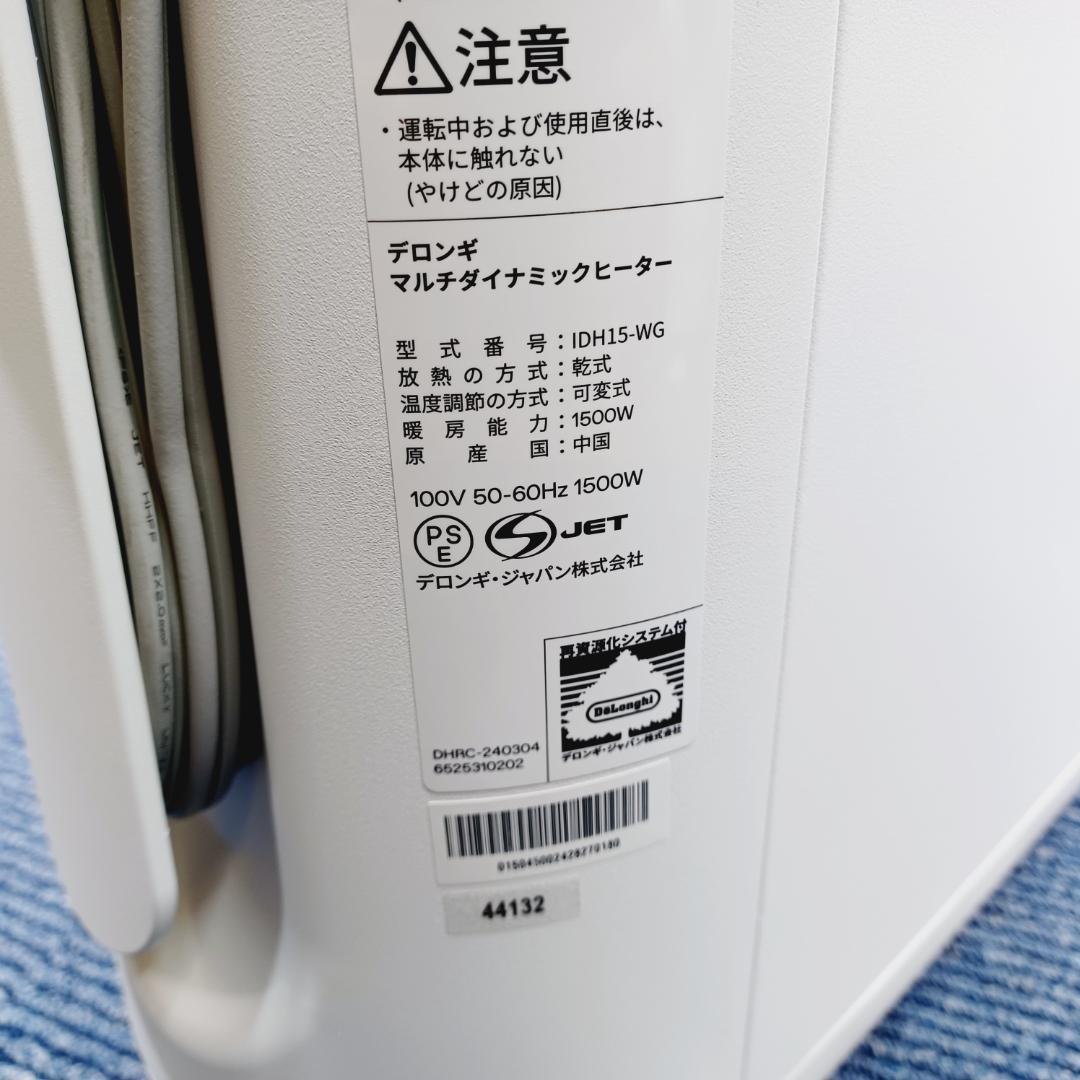 注意
・運転中および使用直後は、
本体に触れない
(やけどの原因)
デロンギ
マルチダイナミックヒーター
型式番号：IDH15-WG
放熱の方式：乾式
温度調節の方式：可変式
暖房能力：1500W
原産国：中国
100V 50-60Hz 1500W
PSE
JET
デロンギ・ジャパン株式会社
再資源化システム付
DeLonghi
デロンギ・ジャパン株式会社
DHRC-240304
6525310202
44132